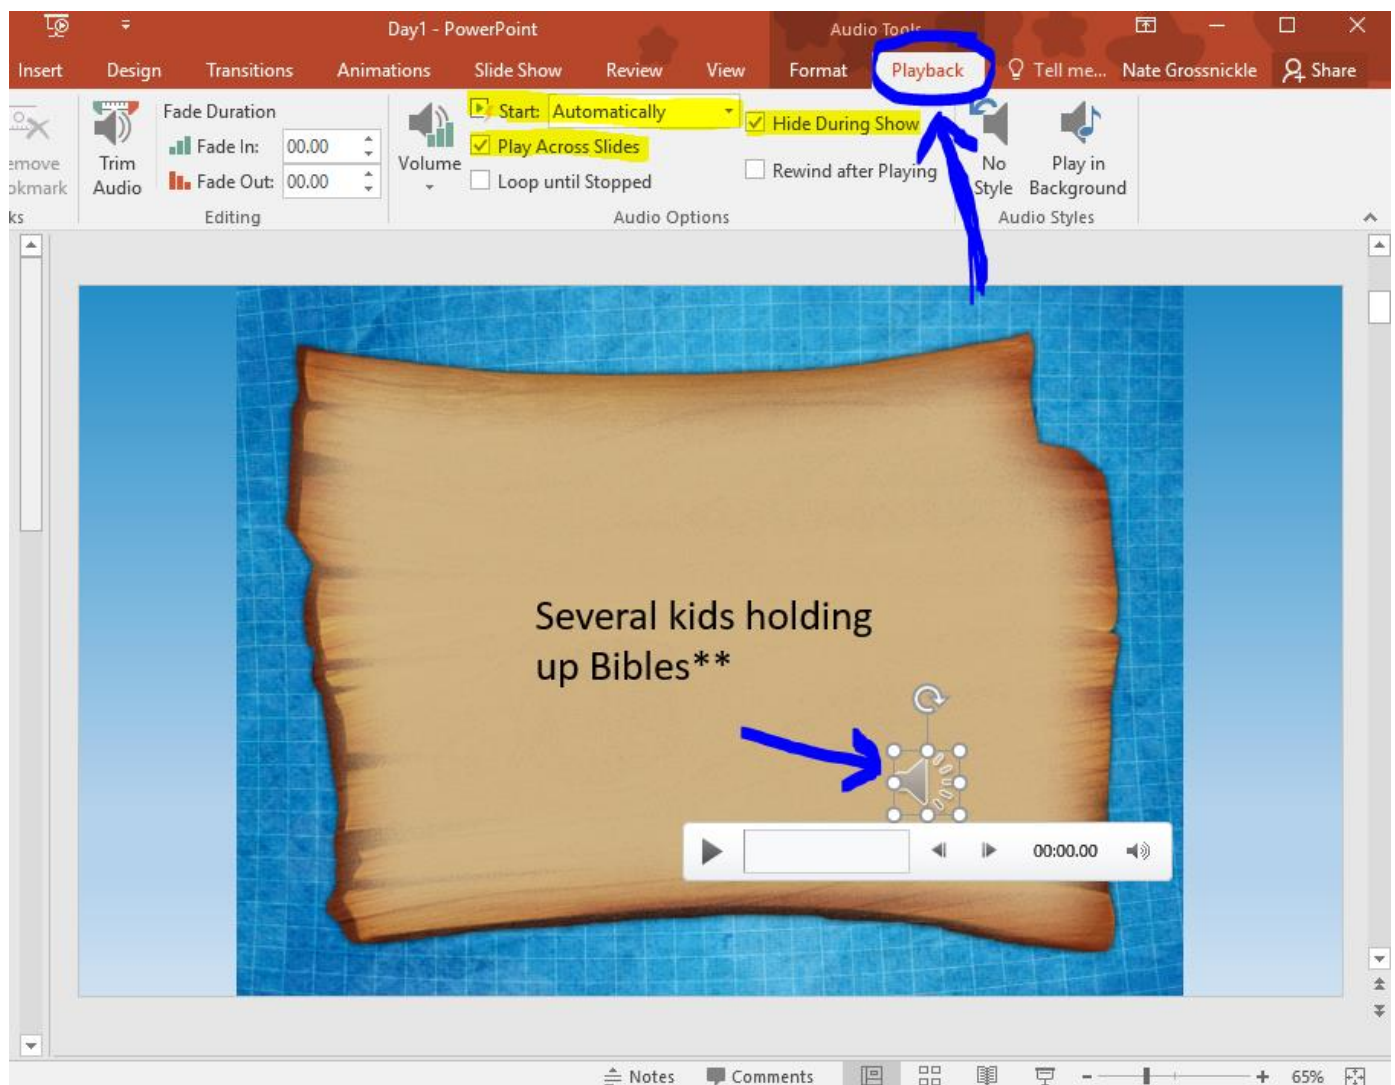 Day1 - PowerPoint
Audio Tools
Insert Design Transitions Animations Slide Show Review View Format Playback Tell me... Nate Grossnickle Share
Fade Duration
Start: Automatically
Hide During Show
Fade In: 00.00
Play Across Slides
Trim Audio
Volume
No Style
Play in Background
Fade Out: 00.00
Loop until Stopped
Rewind after Playing
Editing
Audio Options
Audio Styles
Several kids holding
up Bibles**
00:00.00
Notes Comments 65%